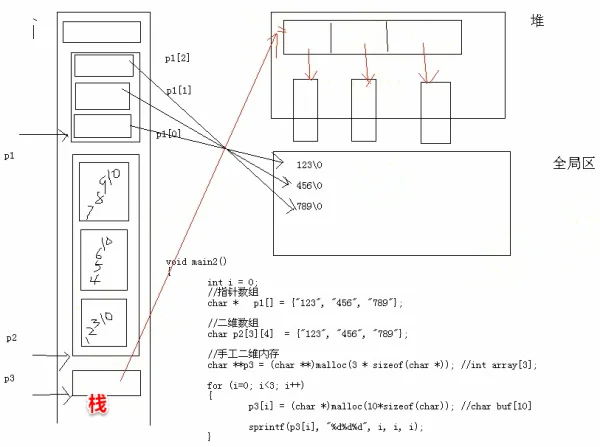 i
堆
p1[2]
p1[1]
p1[0]
p1
123\0
456\0
789\0
全局区
789\0
456\0
123\0
p2
p3
栈
void main2()
{
int i = 0;
//指针数组
char *   p1[] = {"123", "456", "789"};
//二维数组
char p2[3][4]  = {"123", "456", "789"};
//手工二维内存
char **p3 = (char **)malloc(3 * sizeof(char *)); //int array[3];
for (i=0; i<3; i++)
{
p3[i] = (char *)malloc(10*sizeof(char)); //char buf[10]
sprintf(p3[i], "%d%d%d", i, i, i);
}